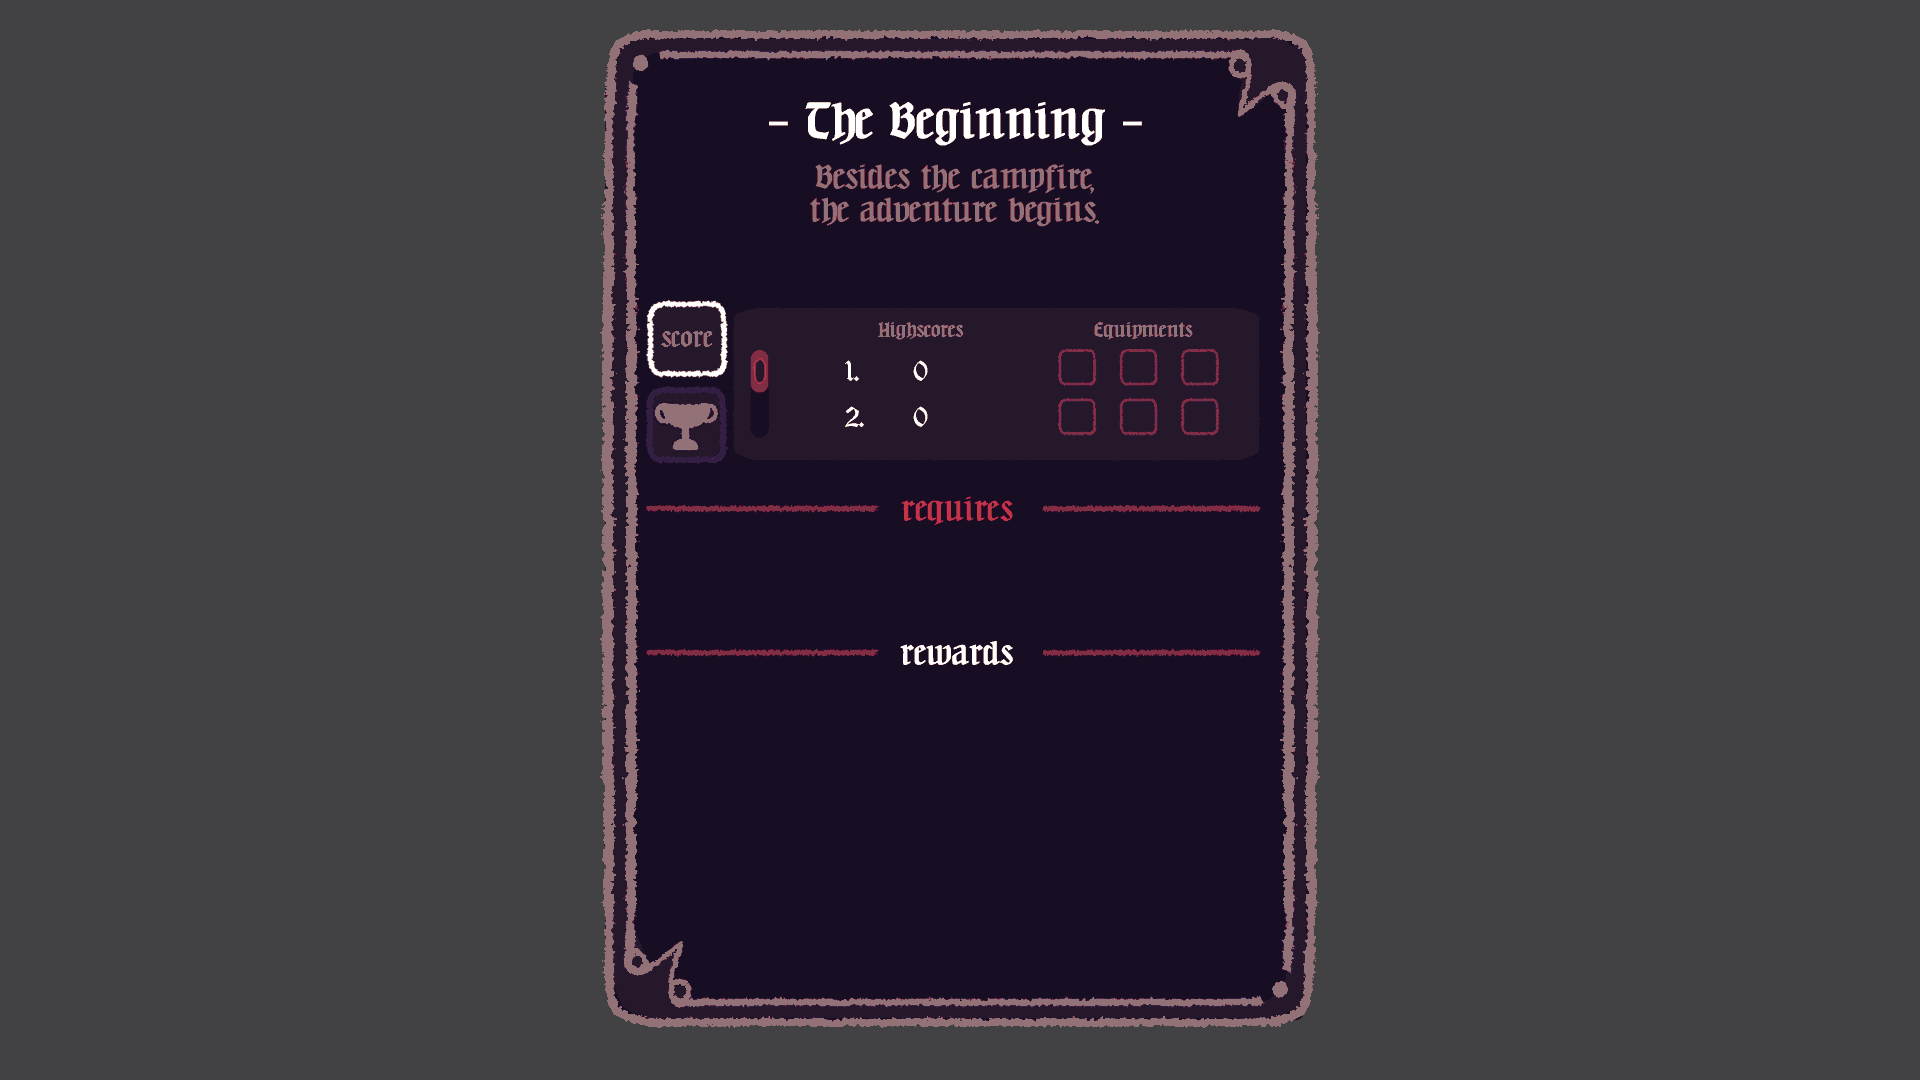 - The Beginning -
Besides the campfire,
the adventure begins.
score
Highscores Equipments
1. 0
2. 0
requires
rewards